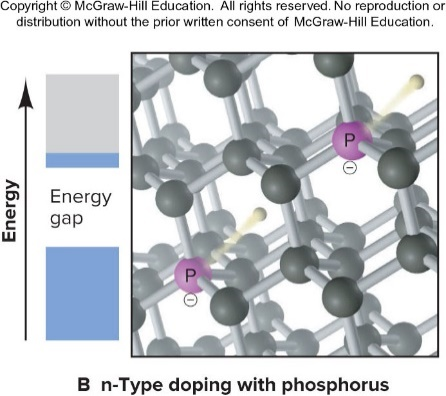 Copyright © McGraw-Hill Education. All rights reserved. No reproduction or
distribution without the prior written consent of McGraw-Hill Education.
Energy
Energy
gap
P
⊖
P
⊖
B n-Type doping with phosphorus